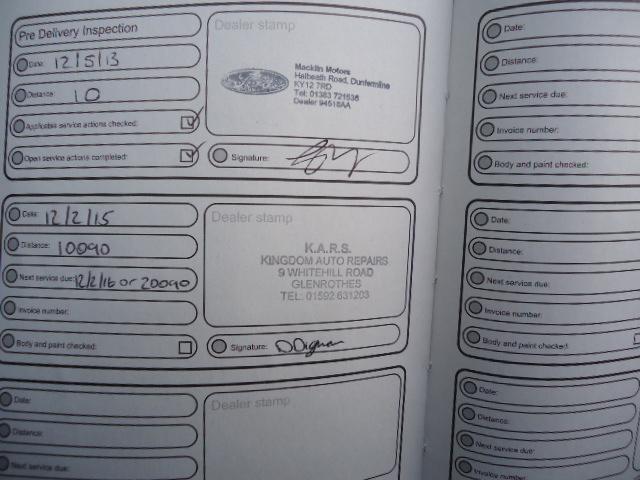 Pre Delivery Inspection
Date: 12/5/13
Distance: 10
Applicable service actions checked:
Open service actions completed:
Dealer stamp
Ford
Macklin Motors
Halbeath Road, Dunfermline
KY12 7RD
Tel: 01383 721536
Dealer 94518AA
Signature:
Date: 12/2/15
Distance: 10090
Next service due: 12/2/16 or 20090
Invoice number:
Body and paint checked:
Dealer stamp
K.A.R.S.
KINGDOM AUTO REPAIRS
9 WHITEHILL ROAD
GLENROTHES
TEL: 01592 631203
Signature: D Dignan
Date:
Distance:
Next service due:
Dealer stamp
Date:
Distance:
Next service due:
Invoice number:
Body and paint checked:
Date:
Distance:
Next service due:
Invoice number:
Body and paint checked:
Date:
Distance:
Next service due:
Invoice number: